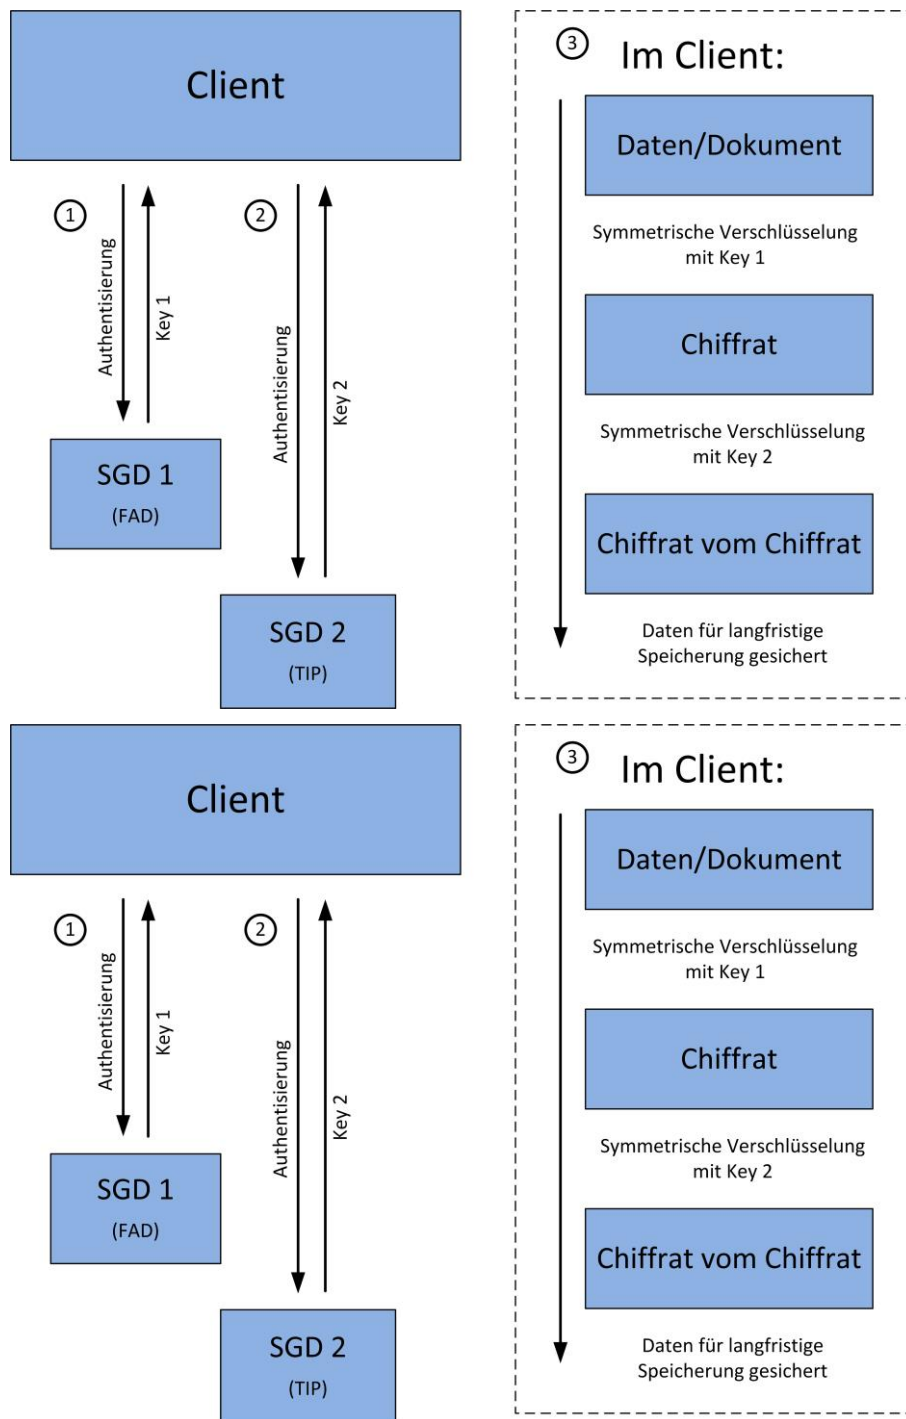 Client
1
Authentisierung
Key 1
2
Authentisierung
Key 2
SGD 1
(FAD)
SGD 2
(TIP)
3
Im Client:
Daten/Dokument
Symmetrische Verschlüsselung
mit Key 1
Chiffrat
Symmetrische Verschlüsselung
mit Key 2
Chiffrat vom Chiffrat
Daten für langfristige
Speicherung gesichert
Client
1
Authentisierung
Key 1
2
Authentisierung
Key 2
SGD 1
(FAD)
SGD 2
(TIP)
3
Im Client:
Daten/Dokument
Symmetrische Verschlüsselung
mit Key 1
Chiffrat
Symmetrische Verschlüsselung
mit Key 2
Chiffrat vom Chiffrat
Daten für langfristige
Speicherung gesichert